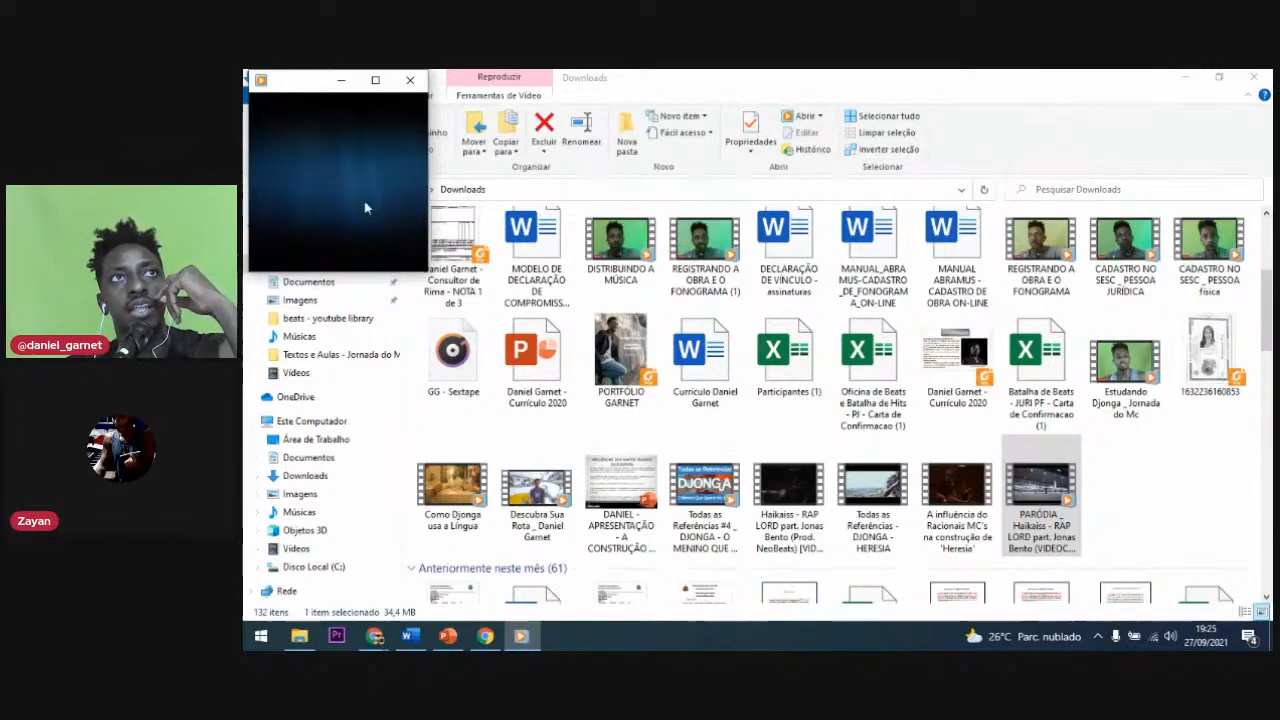 Reproduzir
Downloads
Ferramentas de Vídeo
Mover para
Copiar para
Excluir
Renomear
Organizar
Nova pasta
Novo item
Fácil acesso
Novo
Propriedades
Abrir
Editar
Histórico
Abrir
Selecionar tudo
Limpar seleção
Inverter seleção
Selecionar
Downloads
Pesquisar Downloads
@daniel_garnet
Zayan
Documentos
Imagens
beats - youtube library
Músicas
Textos e Aulas - Jornada do M
Vídeos
OneDrive
Este Computador
Área de Trabalho
Documentos
Downloads
Imagens
Músicas
Objetos 3D
Vídeos
Disco Local (C:)
Rede
Daniel Garnet - Consultor de Rima - NOTA 1 de 3
MODELO DE DECLARAÇÃO DE COMPROMISS...
DISTRIBUINDO A MÚSICA
REGISTRANDO A OBRA E O FONOGRAMA (1)
DECLARAÇÃO DE VÍNCULO - assinaturas
MANUAL_ABRAMUS-CADASTRO_DE_FONOGRAMA_ON-LINE
MANUAL ABRAMUS - CADASTRO DE OBRA ON-LINE
REGISTRANDO A OBRA E O FONOGRAMA
CADASTRO NO SESC _ PESSOA JURÍDICA
CADASTRO NO SESC _ PESSOA física
GG - Sextape
Daniel Garnet - Currículo 2020
PORTFÓLIO GARNET
Currículo Daniel Garnet
Participantes (1)
Oficina de Beats e Batalha de Hits - PJ - Carta de Confirmacao (1)
Daniel Garnet - Currículo 2020
Batalha de Beats - JURI PF - Carta de Confirmacao (1)
Estudando Djonga _ Jornada do Mc
1632236160853
Como Djonga usa a Língua
Descubra Sua Rota _ Daniel Garnet
DANIEL - APRESENTAÇÃO - A CONSTRUÇÃO ...
Todas as Referências
DJONGA
Todas as Referências #4 _ DJONGA - O MENINO QUE ...
Haikaiss - RAP LORD part. Jonas Bento (Prod. NeoBeats) [VID...
Todas as Referências - DJONGA - HERESIA
A influência do Racionais MC's na construção de 'Heresia'
PARÓDIA _ Haikaiss - RAP LORD part. Jonas Bento (VIDEOC...
Anteriormente neste mês (61)
132 itens 1 item selecionado 34,4 MB
26°C Parc. nublado
19:25
27/09/2021
4